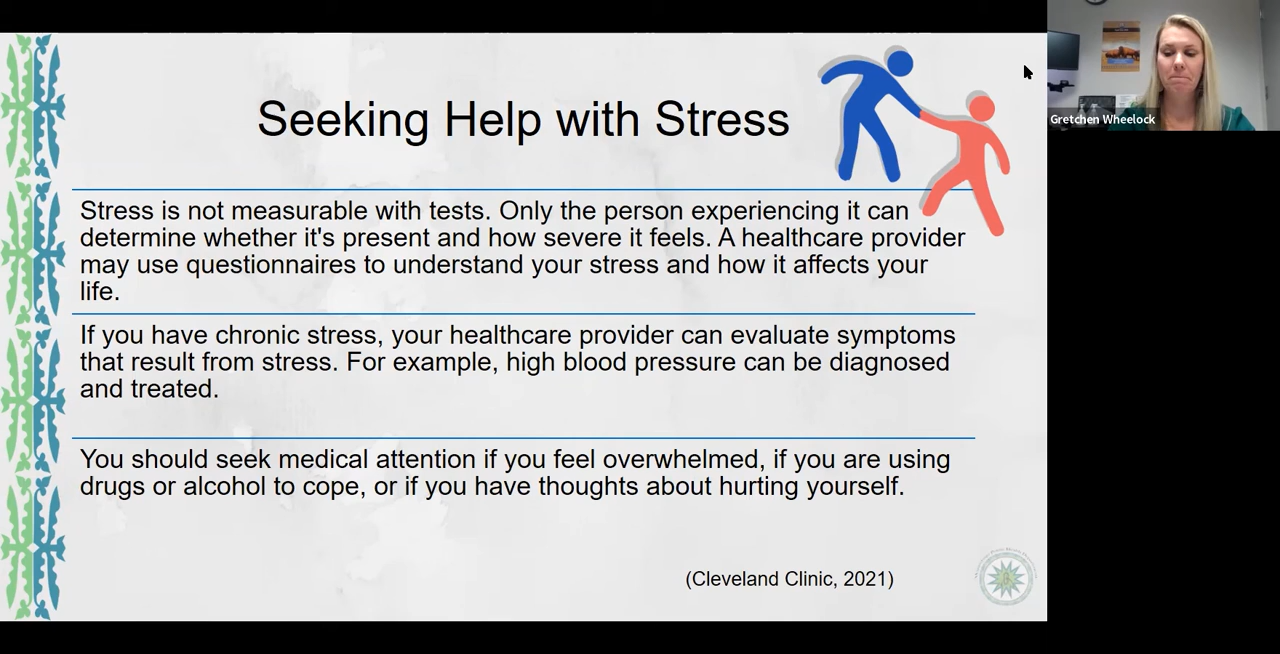 Seeking Help with Stress
Gretchen Wheelock
Stress is not measurable with tests. Only the person experiencing it can
determine whether it's present and how severe it feels. A healthcare provider
may use questionnaires to understand your stress and how it affects your
life.
If you have chronic stress, your healthcare provider can evaluate symptoms
that result from stress. For example, high blood pressure can be diagnosed
and treated.
You should seek medical attention if you feel overwhelmed, if you are using
drugs or alcohol to cope, or if you have thoughts about hurting yourself.
(Cleveland Clinic, 2021)